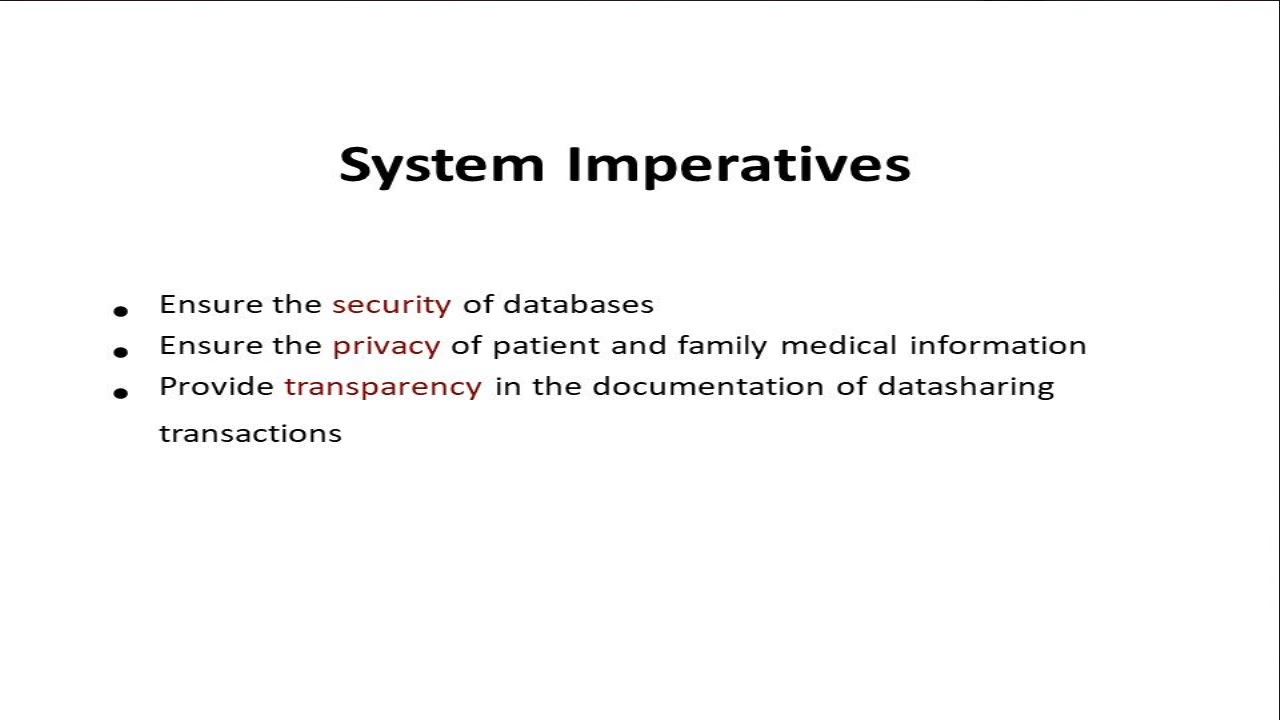 System Imperatives
• Ensure the security of databases
• Ensure the privacy of patient and family medical information
• Provide transparency in the documentation of datasharing
transactions